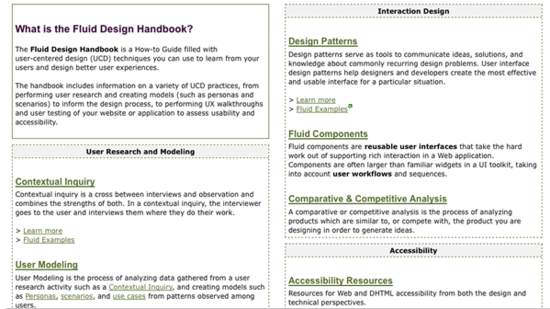 What is the Fluid Design Handbook?
The Fluid Design Handbook is a How-to Guide filled with
user-centered design (UCD) techniques you can use to learn from your
users and design better user experiences.
The handbook includes information on a variety of UCD practices, from
performing user research and creating models (such as personas and
scenarios) to inform the design process, to performing UX walkthroughs
and user testing of your website or application to assess usability and
accessibility.
User Research and Modeling
Contextual Inquiry
Contextual inquiry is a cross between interviews and observation and
combines the strengths of both. In a contextual inquiry, the interviewer
goes to the user and interviews them where they do their work.
> Learn more
> Fluid Examples
User Modeling
User Modeling is the process of analyzing data gathered from a user
research activity such as a Contextual Inquiry, and creating models such
as Personas, scenarios, and use cases from patterns observed among
users.
Interaction Design
Design Patterns
Design patterns serve as tools to communicate ideas, solutions, and
knowledge about commonly recurring design problems. User interface
design patterns help designers and developers create the most effective
and usable interface for a particular situation.
> Learn more
> Fluid Examples
Fluid Components
Fluid components are reusable user interfaces that take the hard
work out of supporting rich interaction in a Web application.
Components are often larger than familiar widgets in a UI toolkit, taking
into account user workflows and sequences.
Comparative & Competitive Analysis
A comparative or competitive analysis is the process of analyzing
products which are similar to, or compete with, the product you are
designing in order to generate ideas.
Accessibility
Accessibility Resources
Resources for Web and DHTML accessibility from both the design and
technical perspectives.